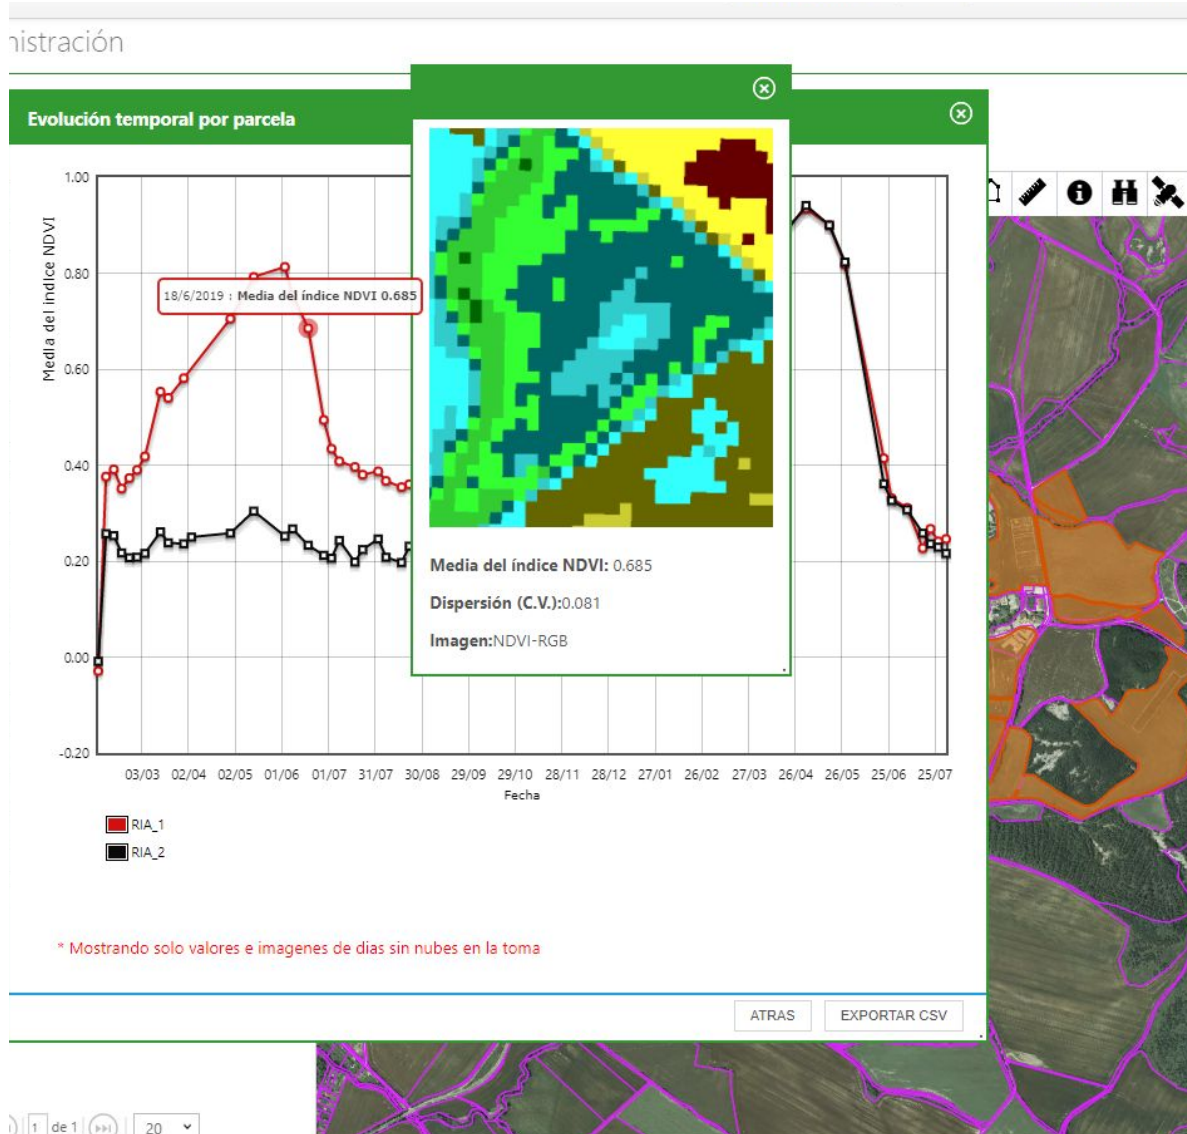 nistración
Evolución temporal por parcela
1.00
0.80
0.60
0.40
0.20
0.00
-0.20
Media del indice NDVI
18/6/2019 : Media del índice NDVI 0.685
03/03 02/04 02/05 01/06 01/07 31/07 30/08 29/09 29/10 28/11 28/12 27/01 26/02 27/03 26/04 26/05 25/06 25/07
Fecha
RIA_1
RIA_2
Media del índice NDVI: 0.685
Dispersión (C.V.):0.081
Imagen:NDVI-RGB
* Mostrando solo valores e imagenes de dias sin nubes en la toma
ATRAS EXPORTAR CSV
1 de 1 20